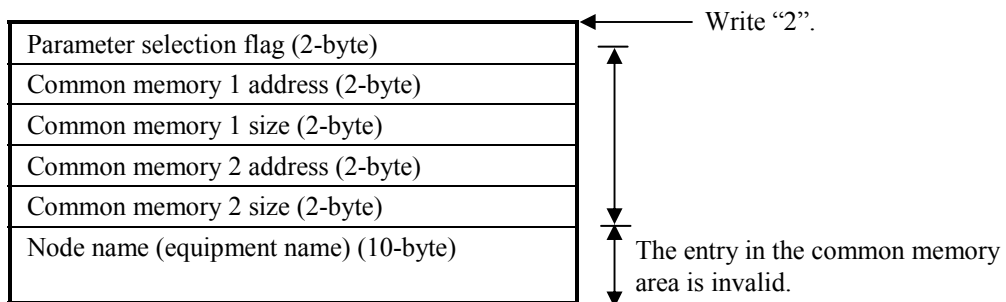 Write “2”.
Parameter selection flag (2-byte)
Common memory 1 address (2-byte)
Common memory 1 size (2-byte)
Common memory 2 address (2-byte)
Common memory 2 size (2-byte)
Node name (equipment name) (10-byte)
The entry in the common memory
area is invalid.